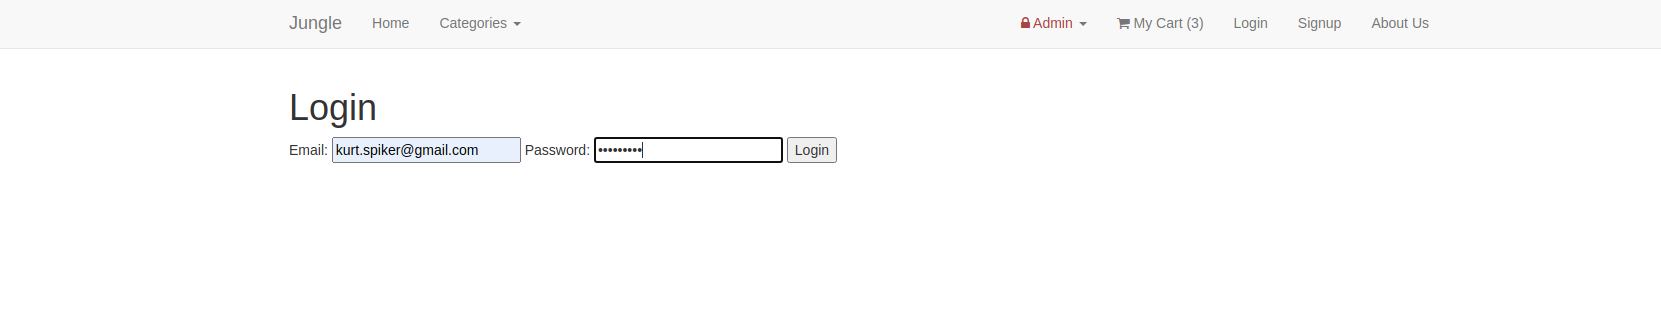 Jungle Home Categories Admin My Cart (3) Login Signup About Us
Login
Email: kurt.spiker@gmail.com Password: ••••••••• Login